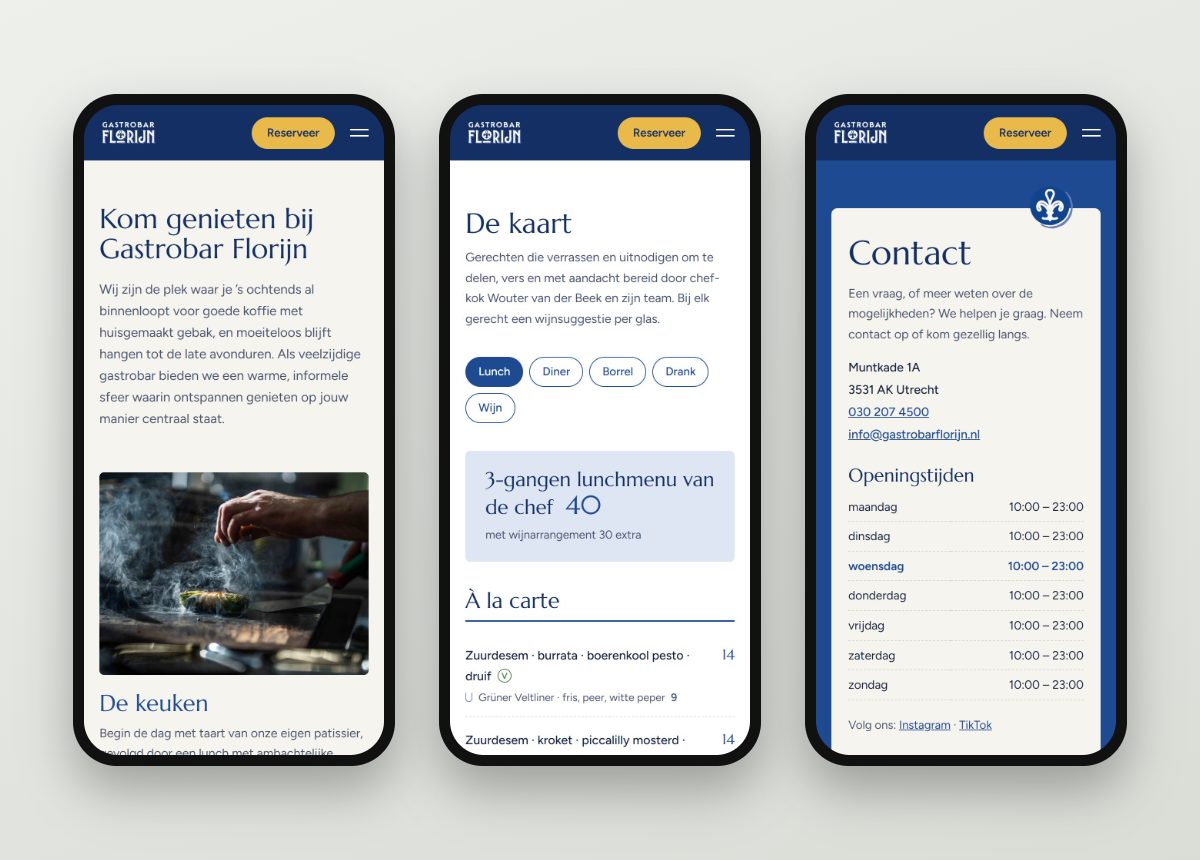 GASTROBAR
FLORIJN
Reserveer
Kom genieten bij
Gastrobar Florijn
Wij zijn de plek waar je ’s ochtends al
binnenloopt voor goede koffie met
huisgemaakt gebak, en moeiteloos blijft
hangen tot de late avonduren. Als veelzijdige
gastrobar bieden we een warme, informele
sfeer waarin ontspannen genieten op jouw
manier centraal staat.
De keuken
Begin de dag met taart van onze eigen patissier,
gevolgd door een lunch met ambachtelijke
GASTROBAR
FLORIJN
Reserveer
De kaart
Gerechten die verrassen en uitnodigen om te
delen, vers en met aandacht bereid door chef-
kok Wouter van der Beek en zijn team. Bij elk
gerecht een wijnsuggestie per glas.
Lunch Diner Borrel Drank
Wijn
3-gangen lunchmenu van
de chef 40
met wijnarrangement 30 extra
À la carte
Zuurdesem · burrata · boerenkool pesto · 14
druif V
Grüner Veltliner · fris, peer, witte peper 9
Zuurdesem · kroket · piccalilly mosterd · 14
GASTROBAR
FLORIJN
Reserveer
Contact
Een vraag, of meer weten over de
mogelijkheden? We helpen je graag. Neem
contact op of kom gezellig langs.
Muntkade 1A
3531 AK Utrecht
030 207 4500
info@gastrobarflorijn.nl
Openingstijden
maandag 10:00 – 23:00
dinsdag 10:00 – 23:00
woensdag 10:00 – 23:00
donderdag 10:00 – 23:00
vrijdag 10:00 – 23:00
zaterdag 10:00 – 23:00
zondag 10:00 – 23:00
Volg ons: Instagram · TikTok